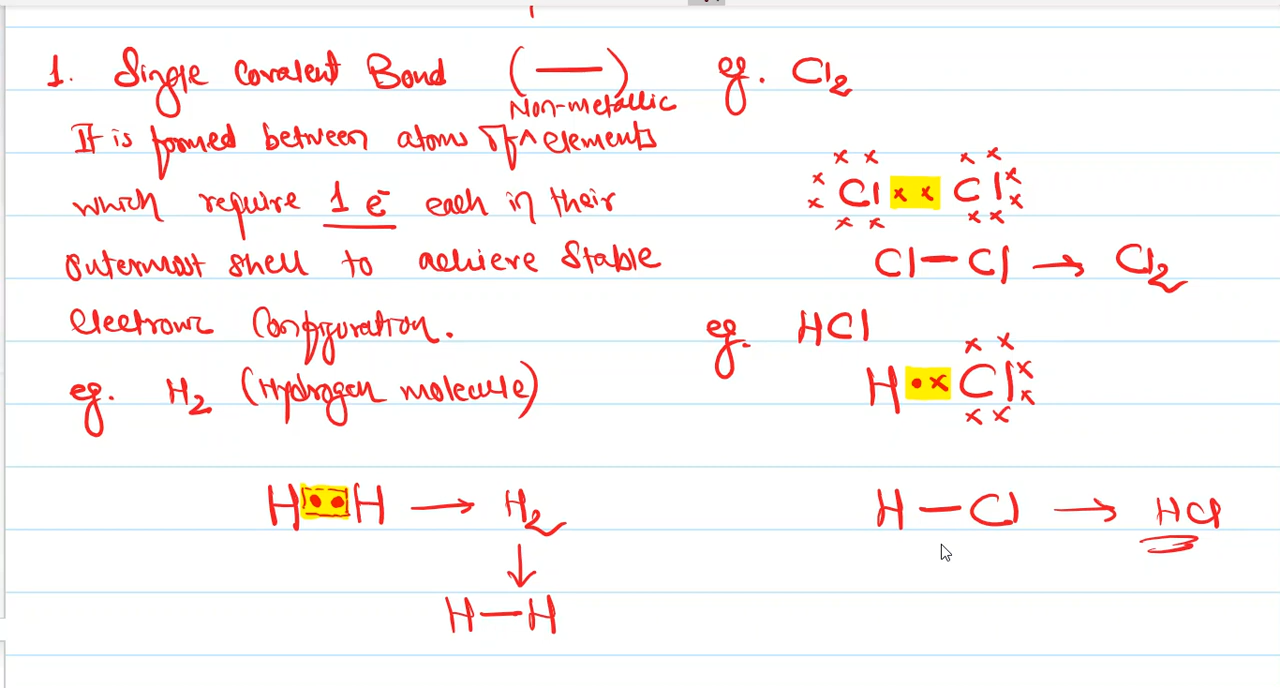 1. Single Covalent Bond (—)
Non-metallic
It is formed between atoms of ^ elements
which require 1 e⁻ each in their
outermost shell to achieve stable
electronic configuration.
eg. H₂ (Hydrogen molecule)
H • • H → H₂
↓
H—H
eg. Cl₂
Cl x x Cl
Cl—Cl → Cl₂
eg. HCl
H • x Cl
H—Cl → HCl